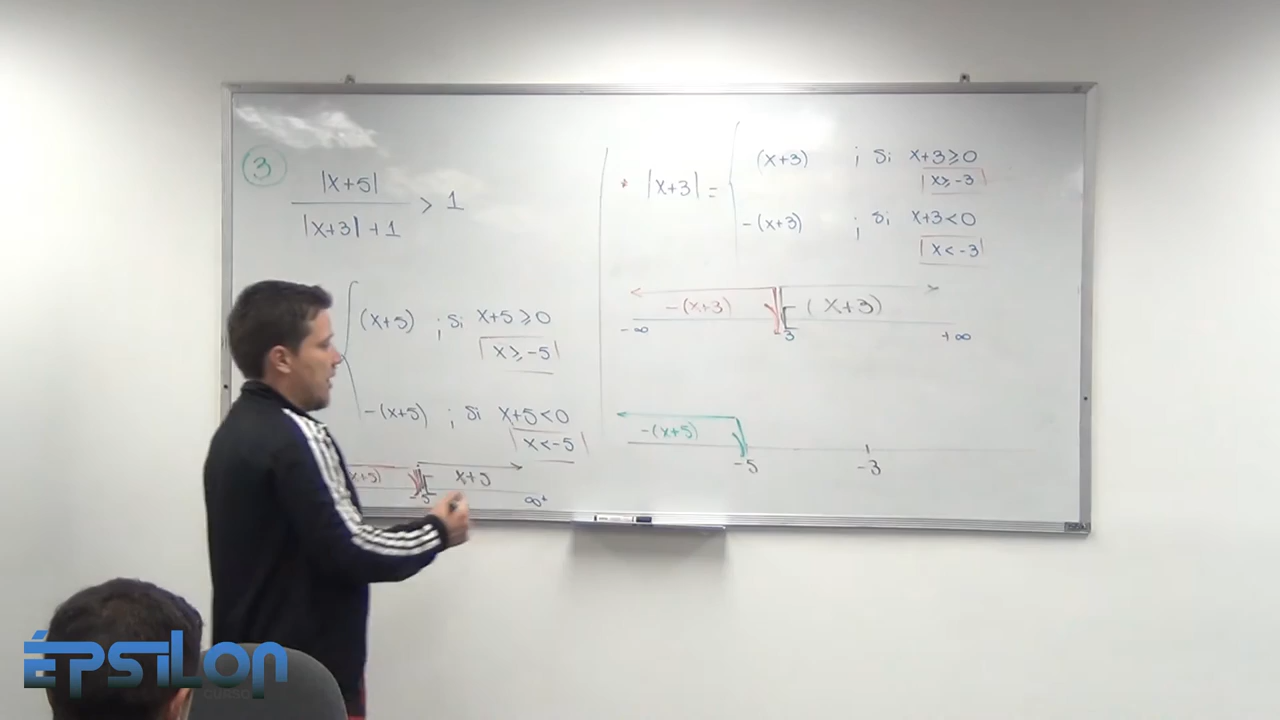 3
|x+5|
|x+3|+1
> 1
(x+5) ; Si x+5≥0
x≥-5
-(x+5) ; Si x+5<0
x<-5
x+5) x+5
-5 ∞+
* |x+3| =
(x+3) ; Si x+3≥0
x≥-3
-(x+3) ; Si x+3<0
x<-3
-(x+3) (x+3)
-∞ -3 +∞
-(x+5)
-5 -3
ÉPSILON